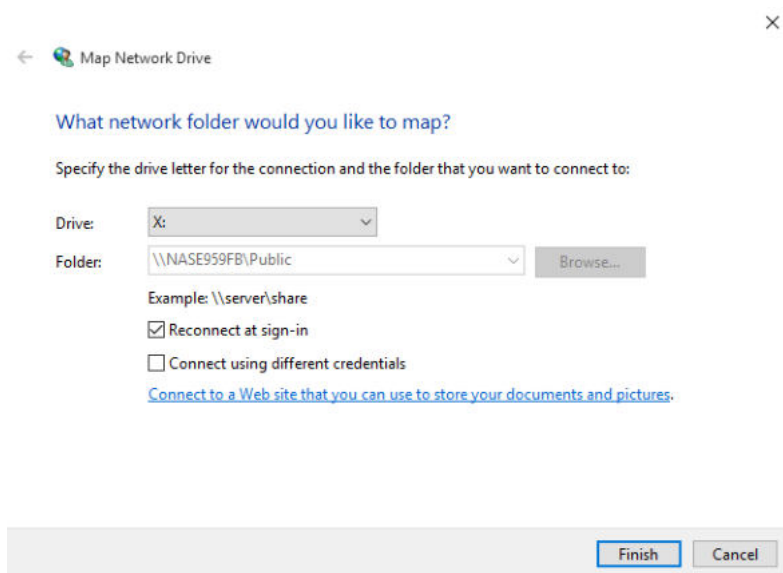 Map Network Drive
What network folder would you like to map?
Specify the drive letter for the connection and the folder that you want to connect to:
Drive: X:
Folder: \\NASE959FB\Public Browse...
Example: \\server\share
Reconnect at sign-in
Connect using different credentials
Connect to a Web site that you can use to store your documents and pictures.
Finish Cancel